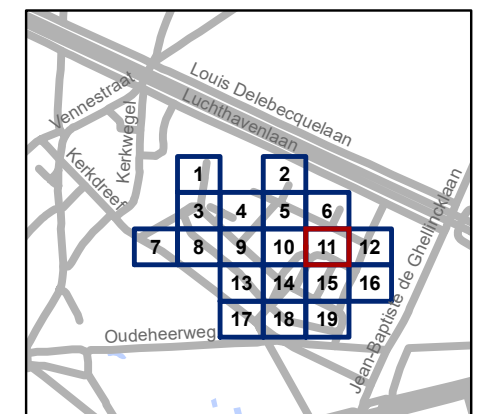 Louis Delebecquelaan
Luchthavenlaan
Vennestraat
Kerkwegel
Kerkdreef
1 2
3 4 5 6
7 8 9 10 11 12
13 14 15 16
17 18 19
Oudeheerweg
Jean-Baptiste de Ghellincklaan